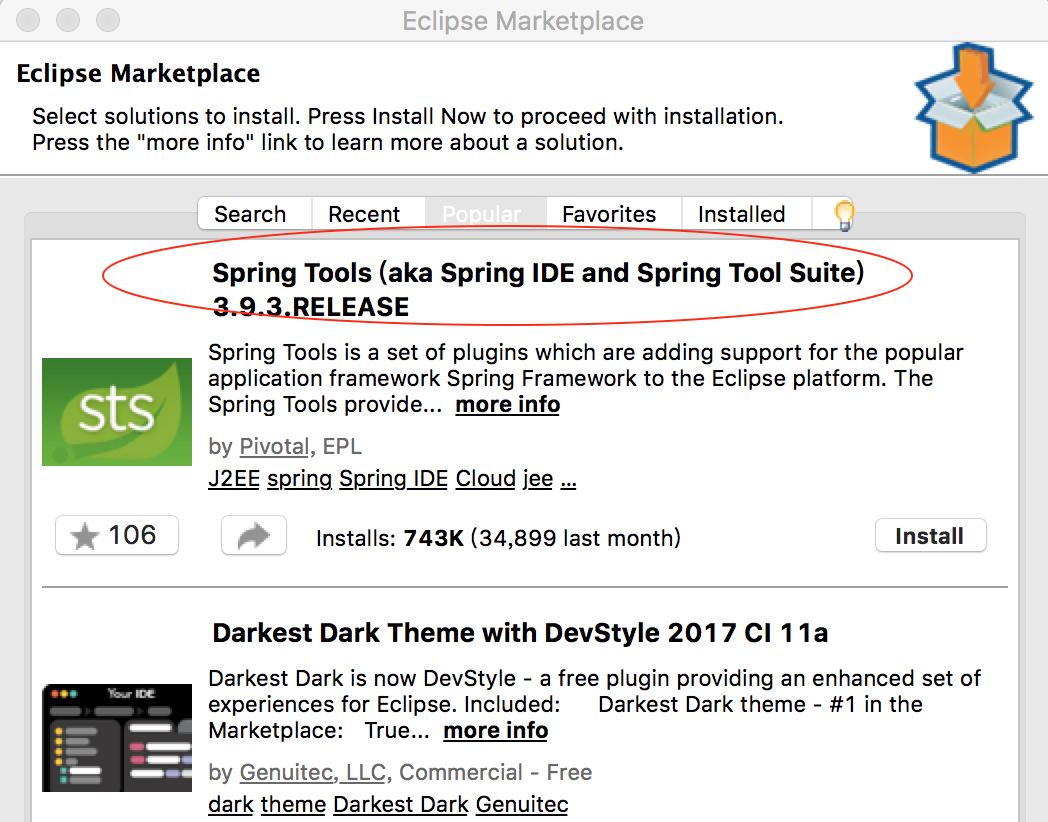 Eclipse Marketplace
Eclipse Marketplace
Select solutions to install. Press Install Now to proceed with installation.
Press the "more info" link to learn more about a solution.
Search Recent Popular Favorites Installed
Spring Tools (aka Spring IDE and Spring Tool Suite)
3.9.3.RELEASE
Spring Tools is a set of plugins which are adding support for the popular
application framework Spring Framework to the Eclipse platform. The
Spring Tools provide... more info
sts
by Pivotal, EPL
J2EE spring Spring IDE Cloud jee ...
106 Installs: 743K (34,899 last month) Install
Darkest Dark Theme with DevStyle 2017 CI 11a
Darkest Dark is now DevStyle - a free plugin providing an enhanced set of
experiences for Eclipse. Included: Darkest Dark theme - #1 in the
Marketplace: True... more info
Your IDE
by Genuitec, LLC, Commercial - Free
dark theme Darkest Dark Genuitec